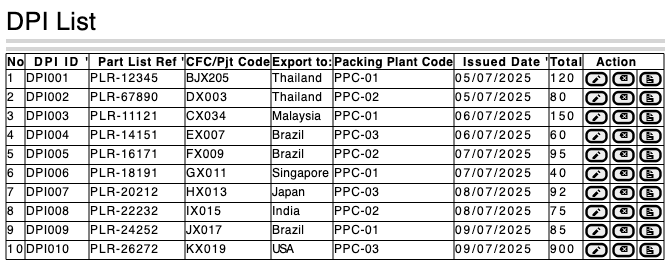 DPI List
No DPI ID ' Part List Ref ' CFC/Pjt Code Export to: Packing Plant Code Issued Date ' Total Action
1 DPI001 PLR-12345 BJX205 Thailand PPC-01 05/07/2025 120
2 DPI002 PLR-67890 DX003 Thailand PPC-02 05/07/2025 80
3 DPI003 PLR-11121 CX034 Malaysia PPC-01 06/07/2025 150
4 DPI004 PLR-14151 EX007 Brazil PPC-03 06/07/2025 60
5 DPI005 PLR-16171 FX009 Brazil PPC-02 07/07/2025 95
6 DPI006 PLR-18191 GX011 Singapore PPC-01 07/07/2025 40
7 DPI007 PLR-20212 HX013 Japan PPC-03 08/07/2025 92
8 DPI008 PLR-22232 IX015 India PPC-02 08/07/2025 75
9 DPI009 PLR-24252 JX017 Brazil PPC-01 09/07/2025 85
10 DPI010 PLR-26272 KX019 USA PPC-03 09/07/2025 900